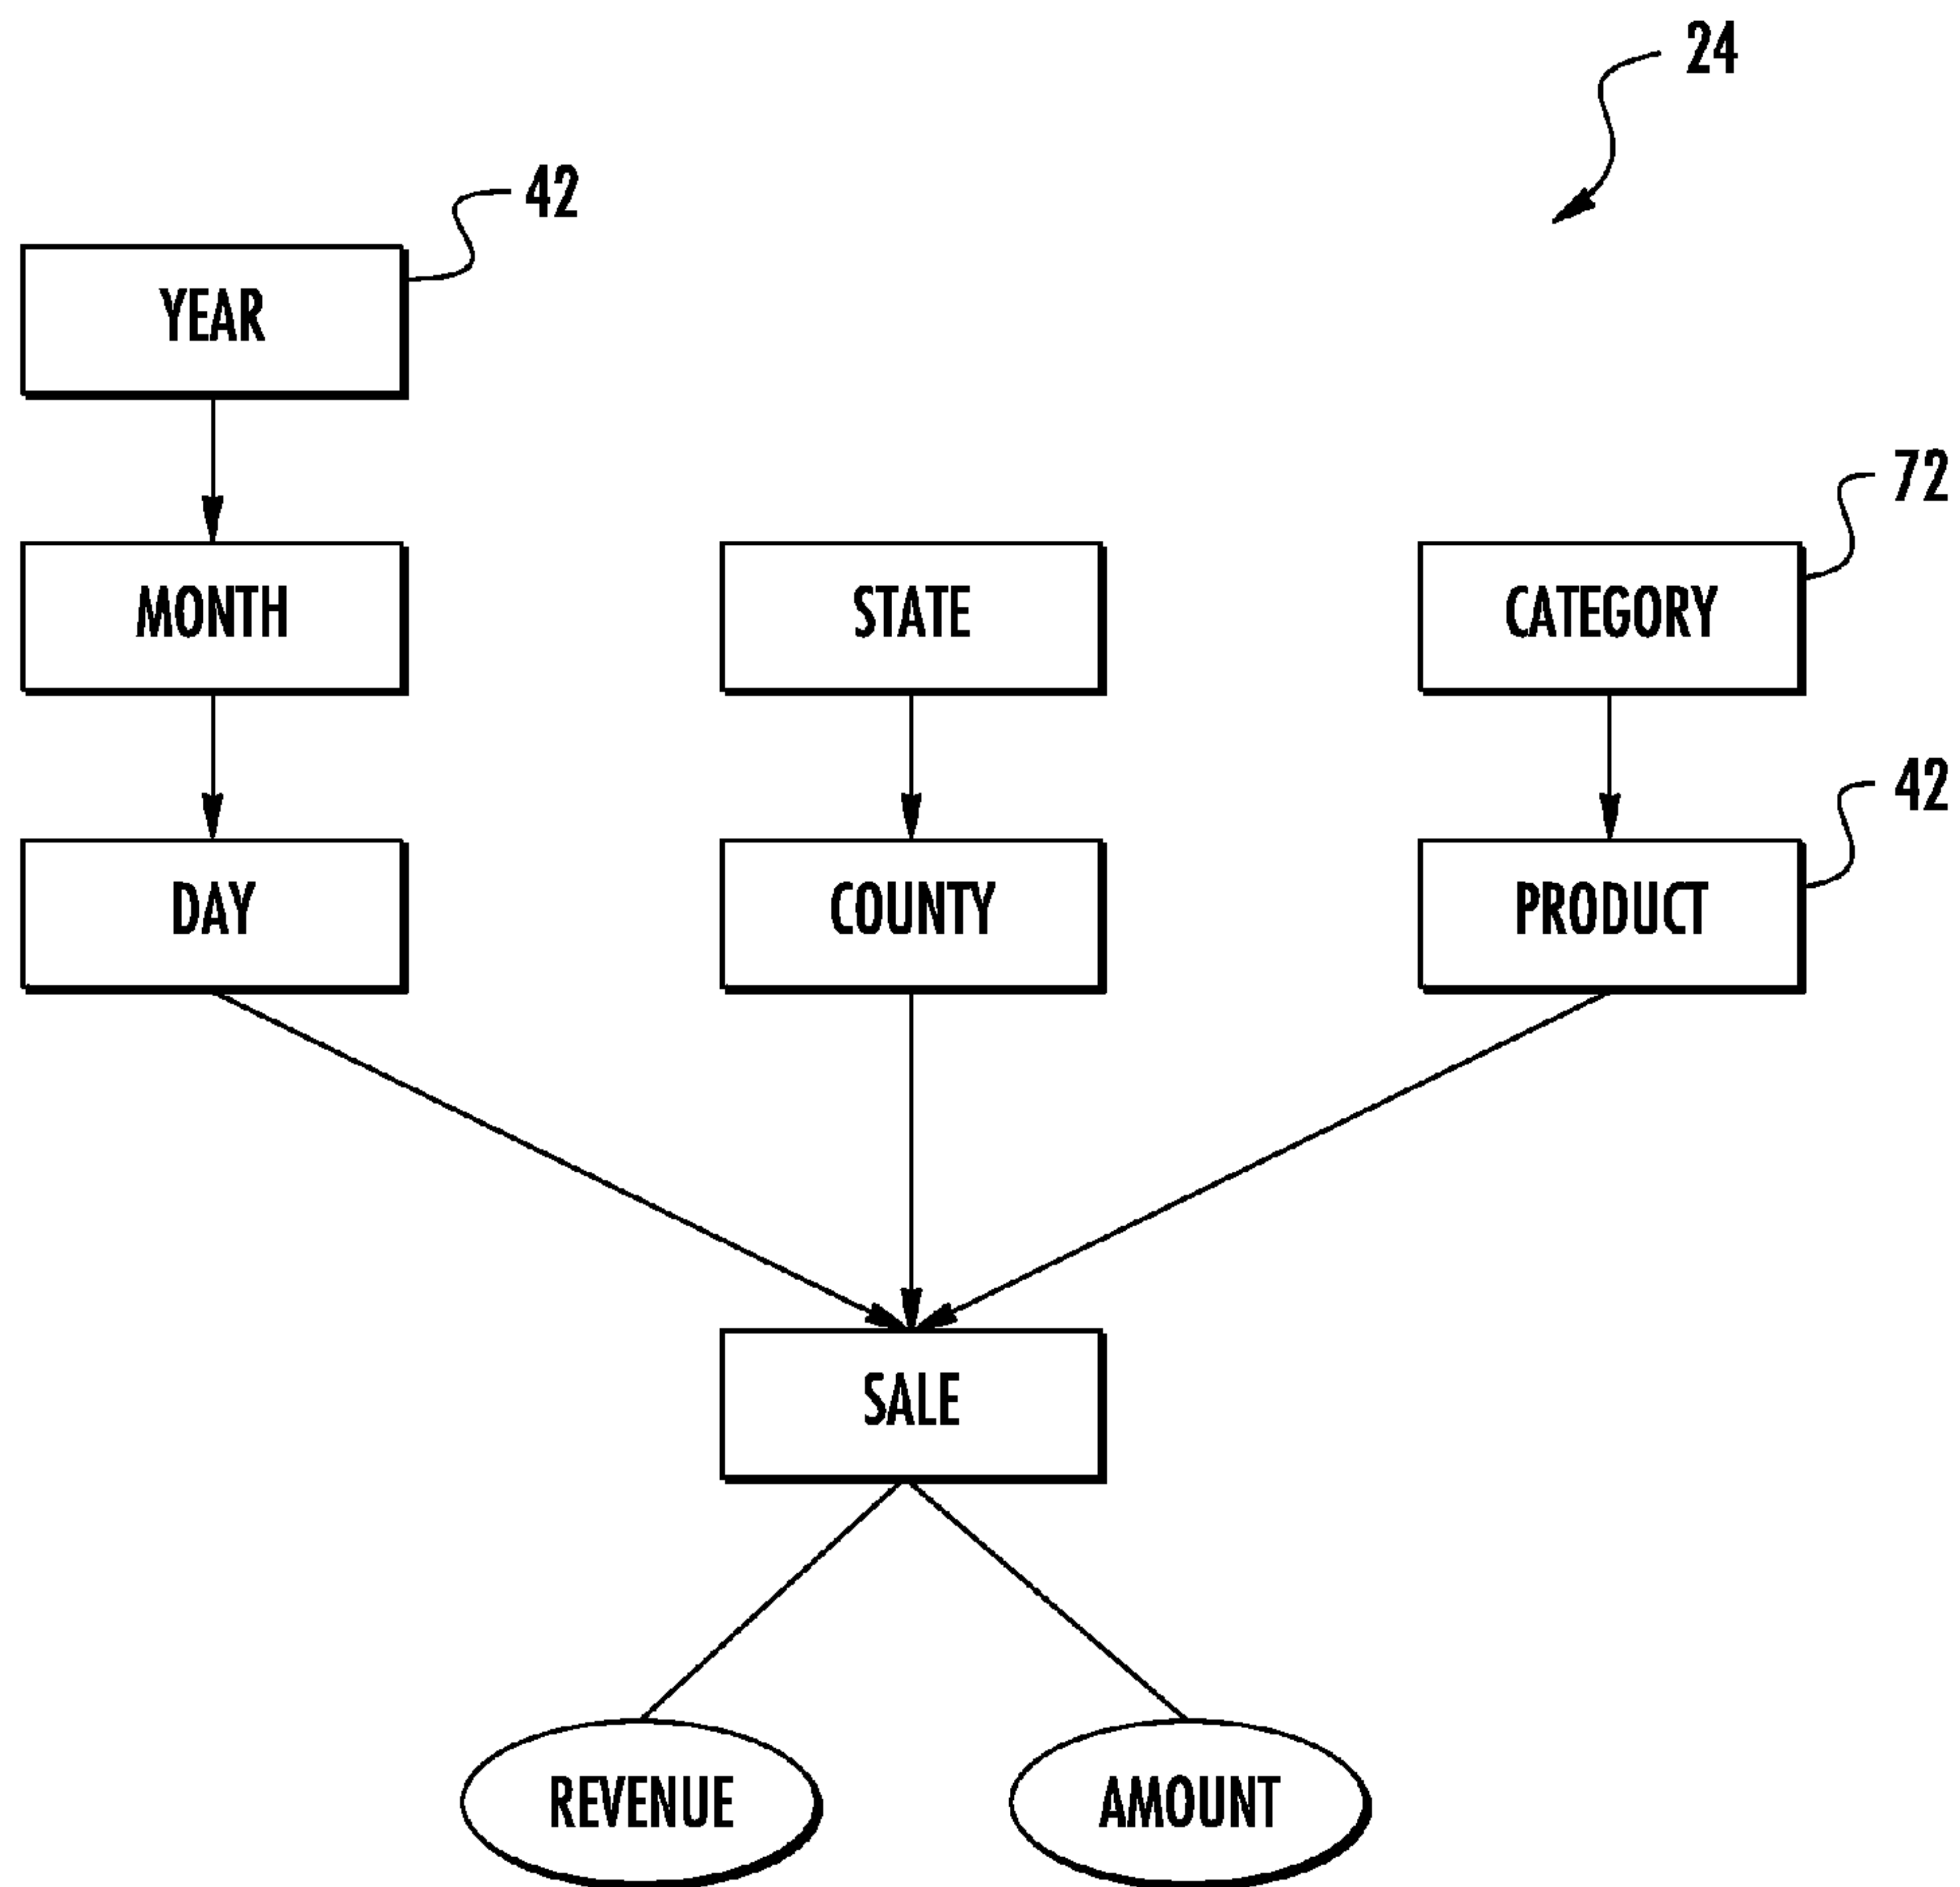 24
42
YEAR
72
MONTH
STATE
CATEGORY
42
DAY
COUNTY
PRODUCT
SALE
REVENUE
AMOUNT